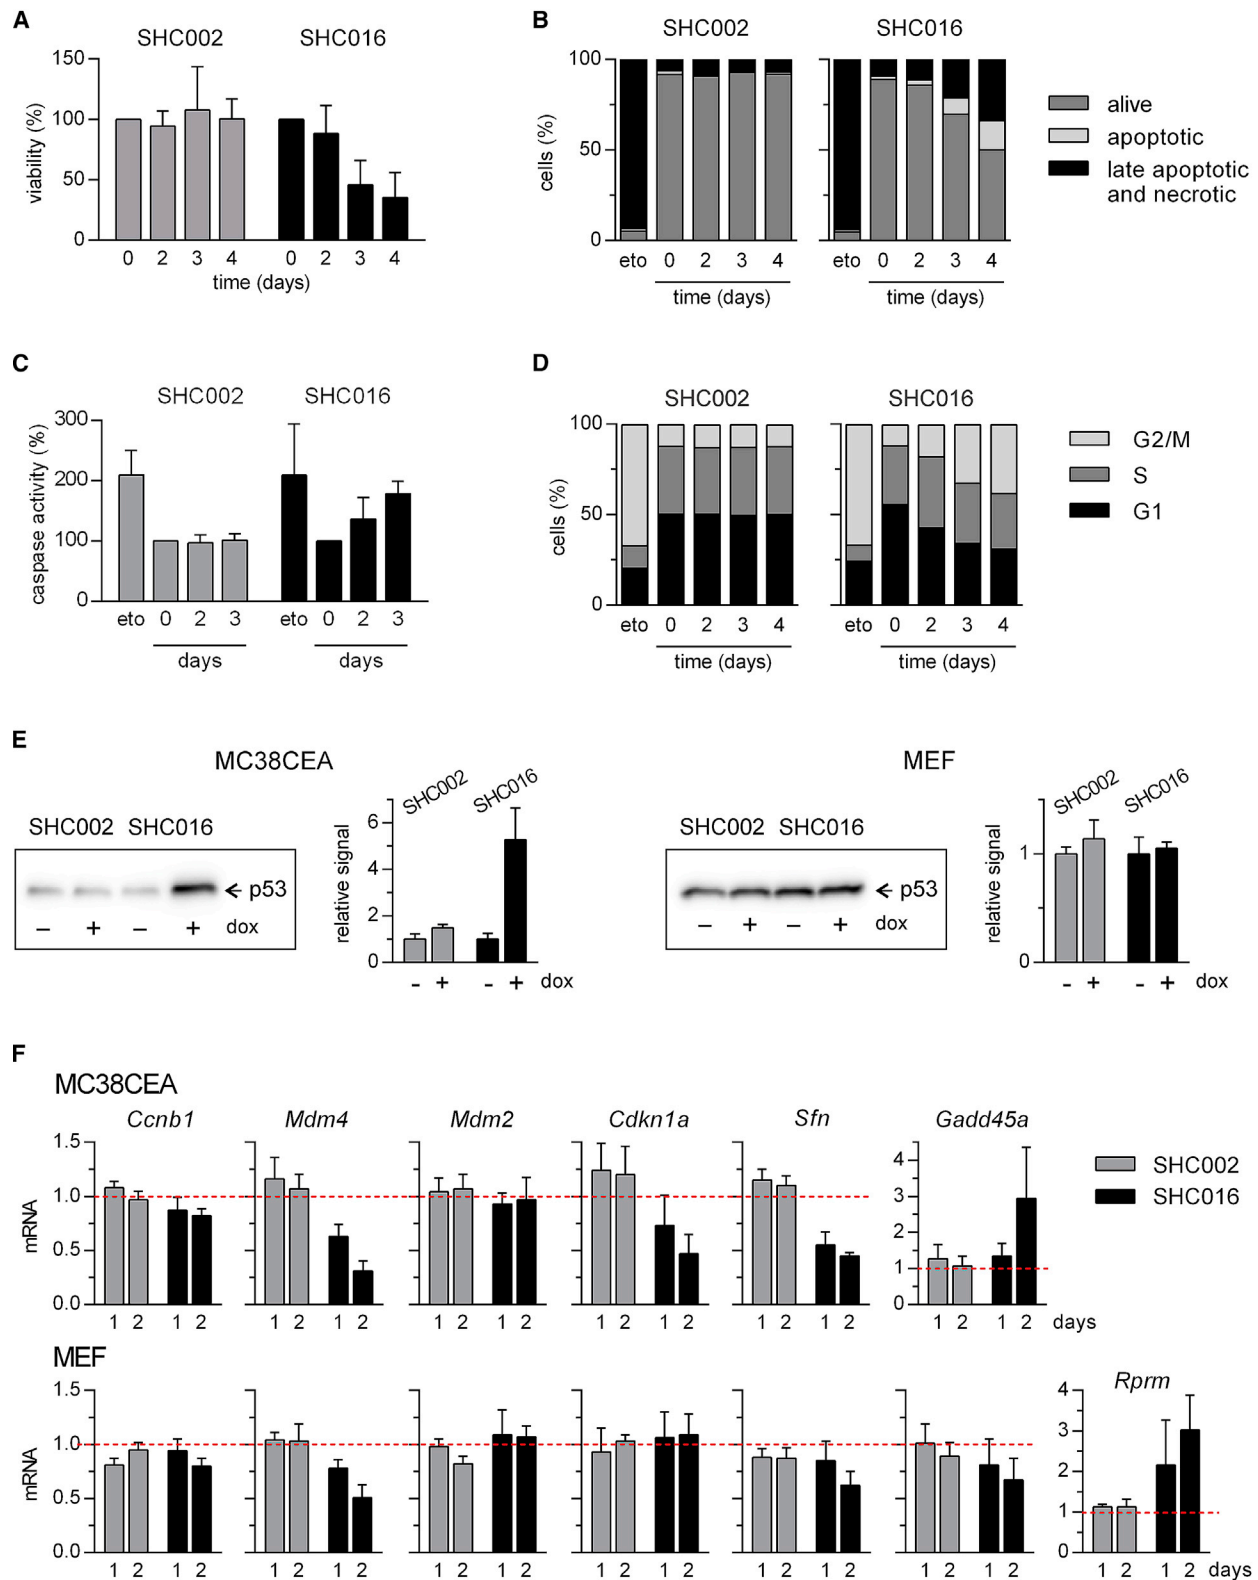 A
SHC002 SHC016
150
100
50
0
viability (%)
0 2 3 4 0 2 3 4
time (days)
B
SHC002 SHC016
100
50
0
cells (%)
eto 0 2 3 4 eto 0 2 3 4
time (days) time (days)
alive
apoptotic
late apoptotic
and necrotic
C
SHC002 SHC016
300
200
100
0
caspase activity (%)
eto 0 2 3 eto 0 2 3
days days
D
SHC002 SHC016
100
50
0
cells (%)
eto 0 2 3 4 eto 0 2 3 4
time (days) time (days)
G2/M
S
G1
E
MC38CEA
SHC002 SHC016
← p53
– + – + dox
SHC002 SHC016
6
4
2
0
relative signal
- + - + dox
MEF
SHC002 SHC016
← p53
– + – + dox
SHC002 SHC016
1
0
relative signal
- + - + dox
F
MC38CEA
Ccnb1 Mdm4 Mdm2 Cdkn1a Sfn Gadd45a
1.5
1.0
0.5
0.0
mRNA
4
3
2
1
0
SHC002
SHC016
1 2 1 2 1 2 1 2 1 2 1 2 1 2 1 2 1 2 1 2 1 2 1 2 days
MEF
Rprm
1.5
1.0
0.5
0.0
mRNA
4
3
2
1
0
1 2 1 2 1 2 1 2 1 2 1 2 1 2 1 2 1 2 1 2 1 2 1 2 1 2 1 2 days